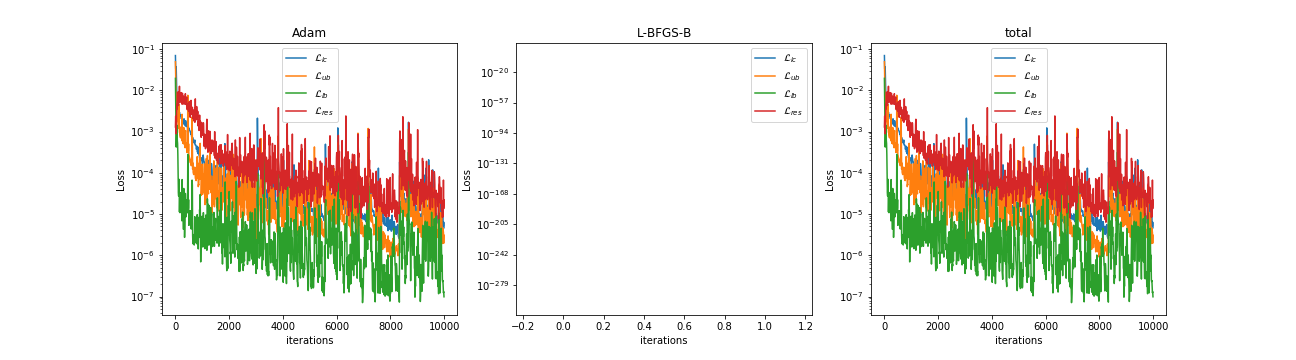 Adam
Loss
10⁻¹
10⁻²
10⁻³
10⁻⁴
10⁻⁵
10⁻⁶
10⁻⁷
ℒ_ic
ℒ_ub
ℒ_lb
ℒ_res
0 2000 4000 6000 8000 10000
iterations
L-BFGS-B
Loss
10⁻²⁰
10⁻⁵⁷
10⁻⁹⁴
10⁻¹³¹
10⁻¹⁶⁸
10⁻²⁰⁵
10⁻²⁴²
10⁻²⁷⁹
ℒ_ic
ℒ_ub
ℒ_lb
ℒ_res
−0.2 0.0 0.2 0.4 0.6 0.8 1.0 1.2
iterations
total
Loss
10⁻¹
10⁻²
10⁻³
10⁻⁴
10⁻⁵
10⁻⁶
10⁻⁷
ℒ_ic
ℒ_ub
ℒ_lb
ℒ_res
0 2000 4000 6000 8000 10000
iterations